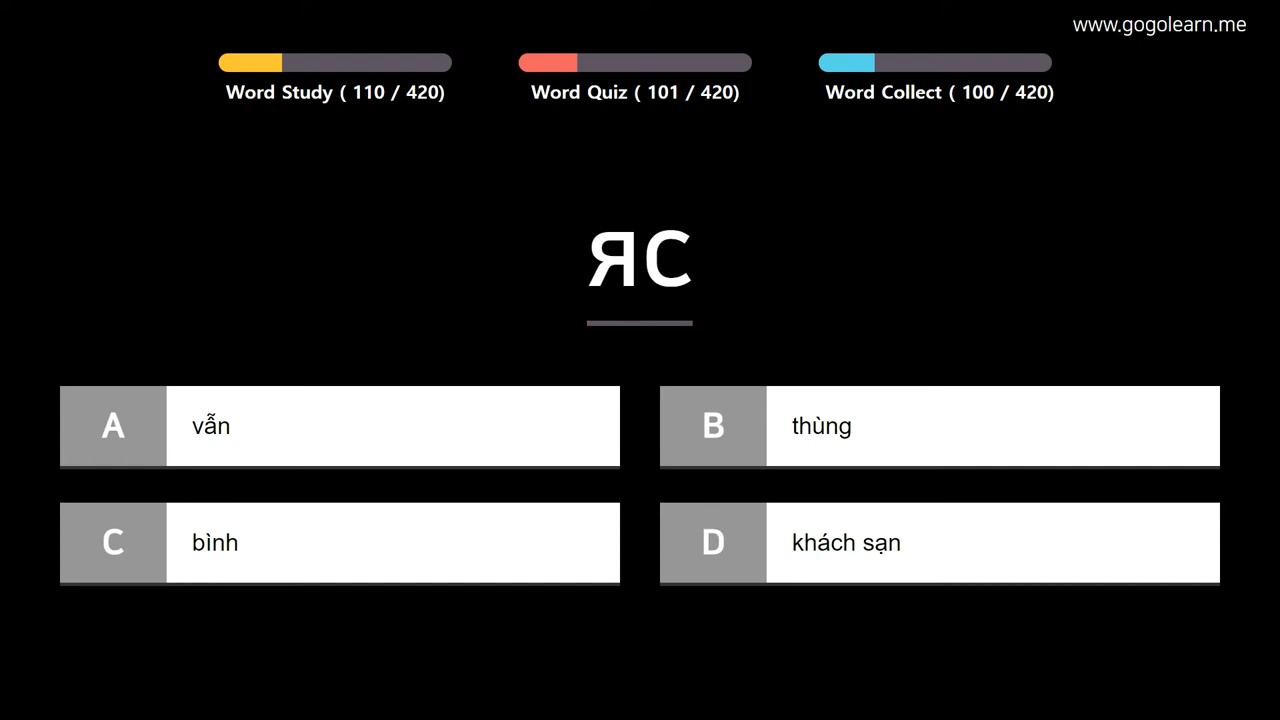 www.gogolearn.me
Word Study ( 110 / 420)
Word Quiz ( 101 / 420)
Word Collect ( 100 / 420)
ЯС
A vẫn
B thùng
C bình
D khách sạn